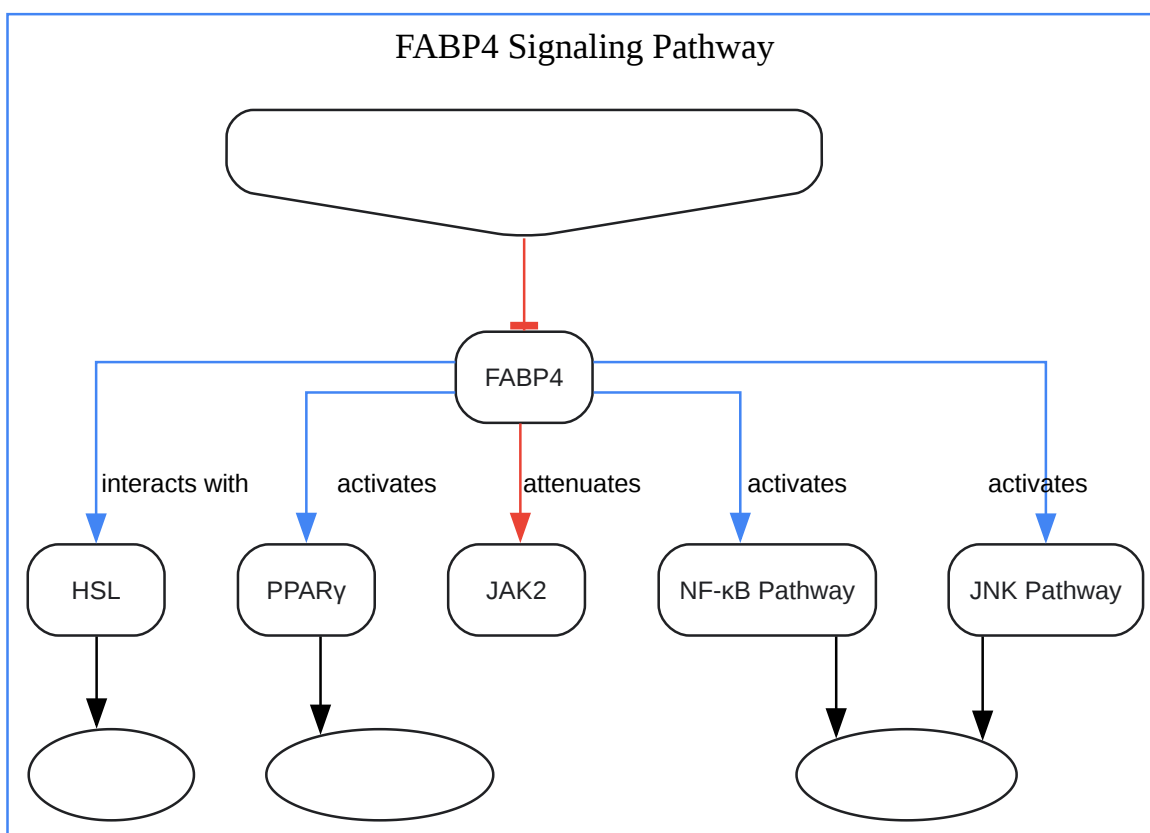 FABP4 Signaling Pathway
FABP4
interacts with
activates
attenuates
activates
activates
HSL
PPARγ
JAK2
NF-κB Pathway
JNK Pathway